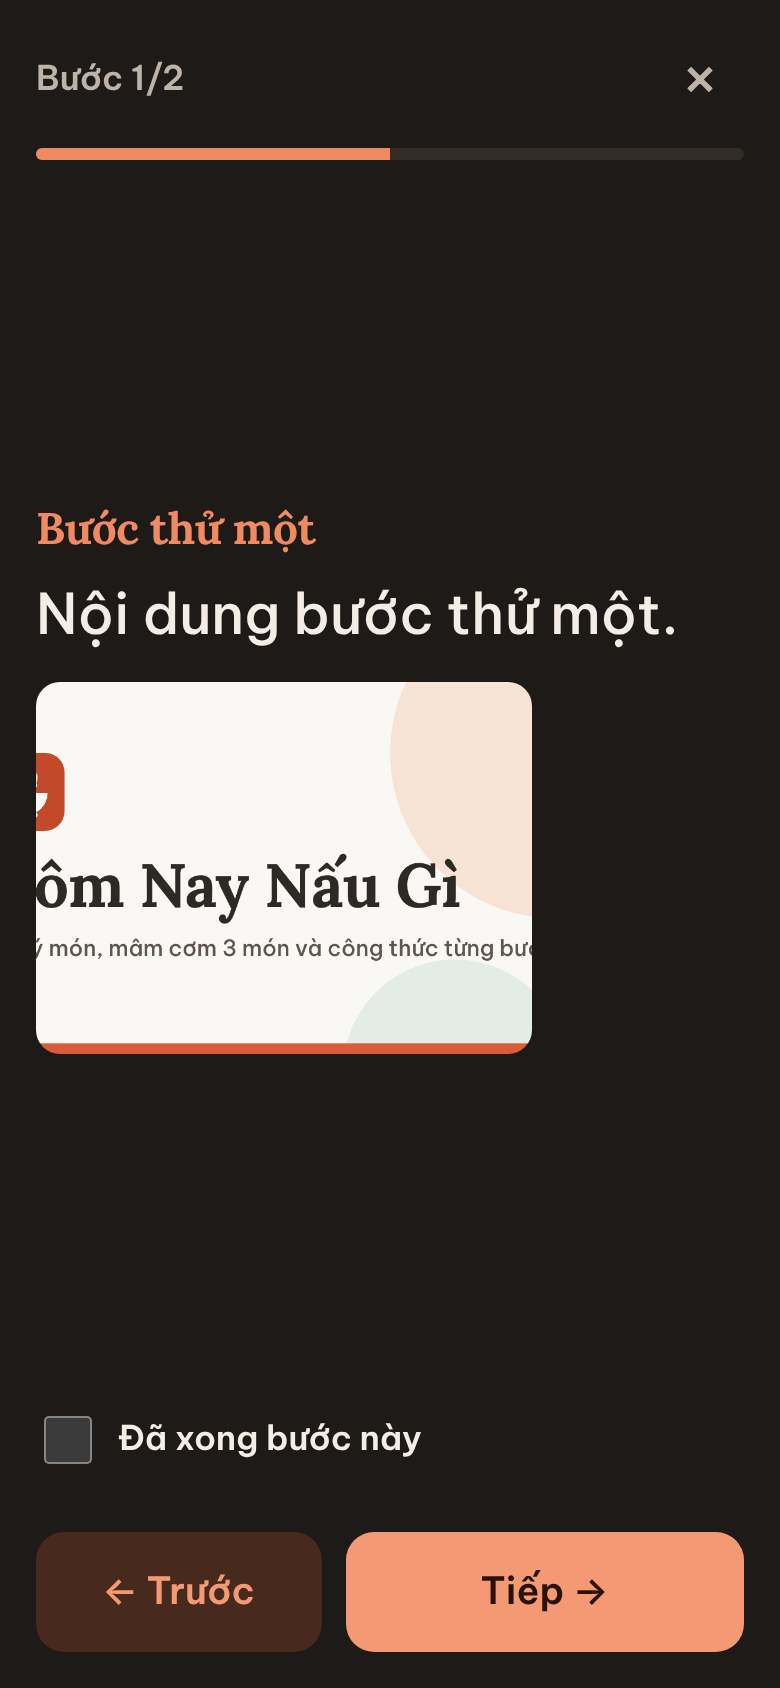 Bước 1/2
×
Bước thử một
Nội dung bước thử một.
ôm Nay Nấu Gì
món, mâm cơm 3 món và công thức từng
Đã xong bước này
← Trước
Tiếp →